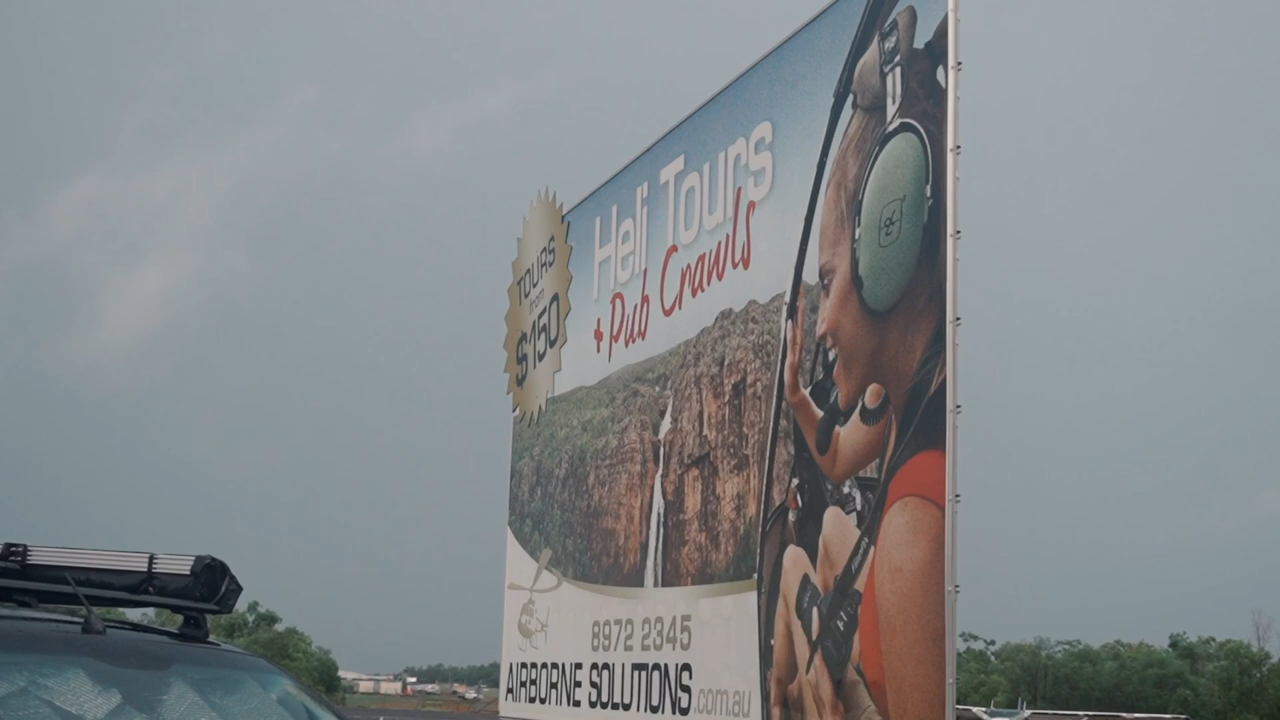 TOURS
from
$150
Heli Tours
+ Pub Crawls
8972 2345
AIRBORNE SOLUTIONS.com.au